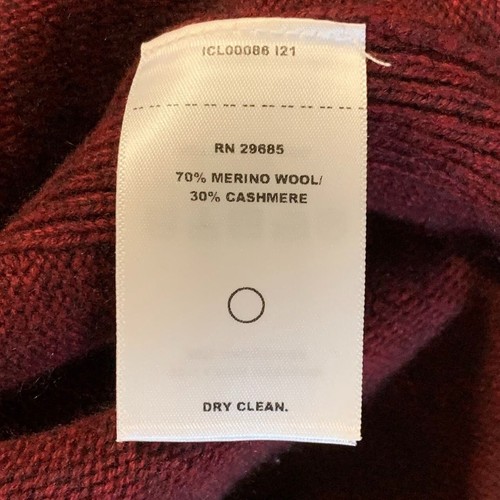 ICL00086 I21
RN 29685
70% MERINO WOOL/
30% CASHMERE
DRY CLEAN.